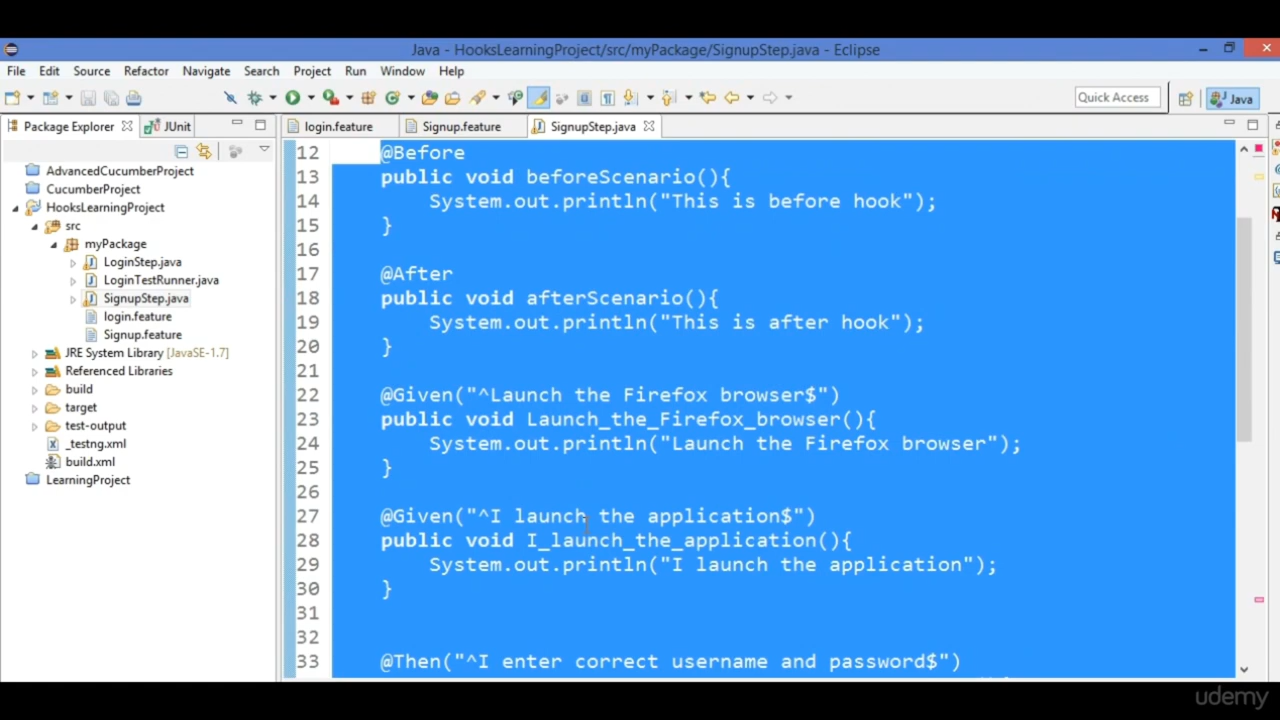 Java - HooksLearningProject/src/myPackage/SignupStep.java - Eclipse
File Edit Source Refactor Navigate Search Project Run Window Help
Quick Access Java
Package Explorer JUnit login.feature Signup.feature SignupStep.java
AdvancedCucumberProject
CucumberProject
HooksLearningProject
src
myPackage
LoginStep.java
LoginTestRunner.java
SignupStep.java
login.feature
Signup.feature
JRE System Library [JavaSE-1.7]
Referenced Libraries
build
target
test-output
_testng.xml
build.xml
LearningProject
12 @Before
13 public void beforeScenario(){
14 System.out.println("This is before hook");
15 }
16
17 @After
18 public void afterScenario(){
19 System.out.println("This is after hook");
20 }
21
22 @Given("^Launch the Firefox browser$")
23 public void Launch_the_Firefox_browser(){
24 System.out.println("Launch the Firefox browser");
25 }
26
27 @Given("^I launch the application$")
28 public void I_launch_the_application(){
29 System.out.println("I launch the application");
30 }
31
32
33 @Then("^I enter correct username and password$")
udemy